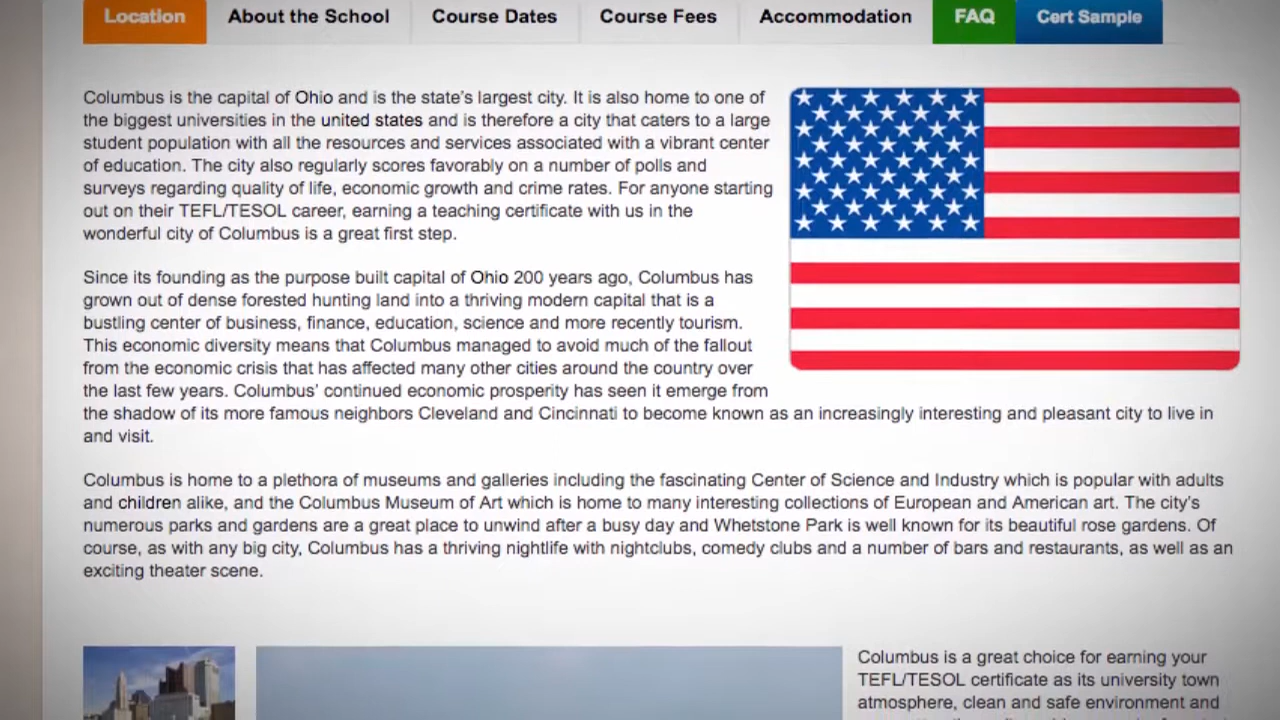 Location
About the School
Course Dates
Course Fees
Accommodation
FAQ
Cert Sample
Columbus is the capital of Ohio and is the state's largest city. It is also home to one of
the biggest universities in the united states and is therefore a city that caters to a large
student population with all the resources and services associated with a vibrant center
of education. The city also regularly scores favorably on a number of polls and
surveys regarding quality of life, economic growth and crime rates. For anyone starting
out on their TEFL/TESOL career, earning a teaching certificate with us in the
wonderful city of Columbus is a great first step.
Since its founding as the purpose built capital of Ohio 200 years ago, Columbus has
grown out of dense forested hunting land into a thriving modern capital that is a
bustling center of business, finance, education, science and more recently tourism.
This economic diversity means that Columbus managed to avoid much of the fallout
from the economic crisis that has affected many other cities around the country over
the last few years. Columbus' continued economic prosperity has seen it emerge from
the shadow of its more famous neighbors Cleveland and Cincinnati to become known as an increasingly interesting and pleasant city to live in
and visit.
Columbus is home to a plethora of museums and galleries including the fascinating Center of Science and Industry which is popular with adults
and children alike, and the Columbus Museum of Art which is home to many interesting collections of European and American art. The city's
numerous parks and gardens are a great place to unwind after a busy day and Whetstone Park is well known for its beautiful rose gardens. Of
course, as with any big city, Columbus has a thriving nightlife with nightclubs, comedy clubs and a number of bars and restaurants, as well as an
exciting theater scene.
Columbus is a great choice for earning your
TEFL/TESOL certificate as its university town
atmosphere, clean and safe environment and